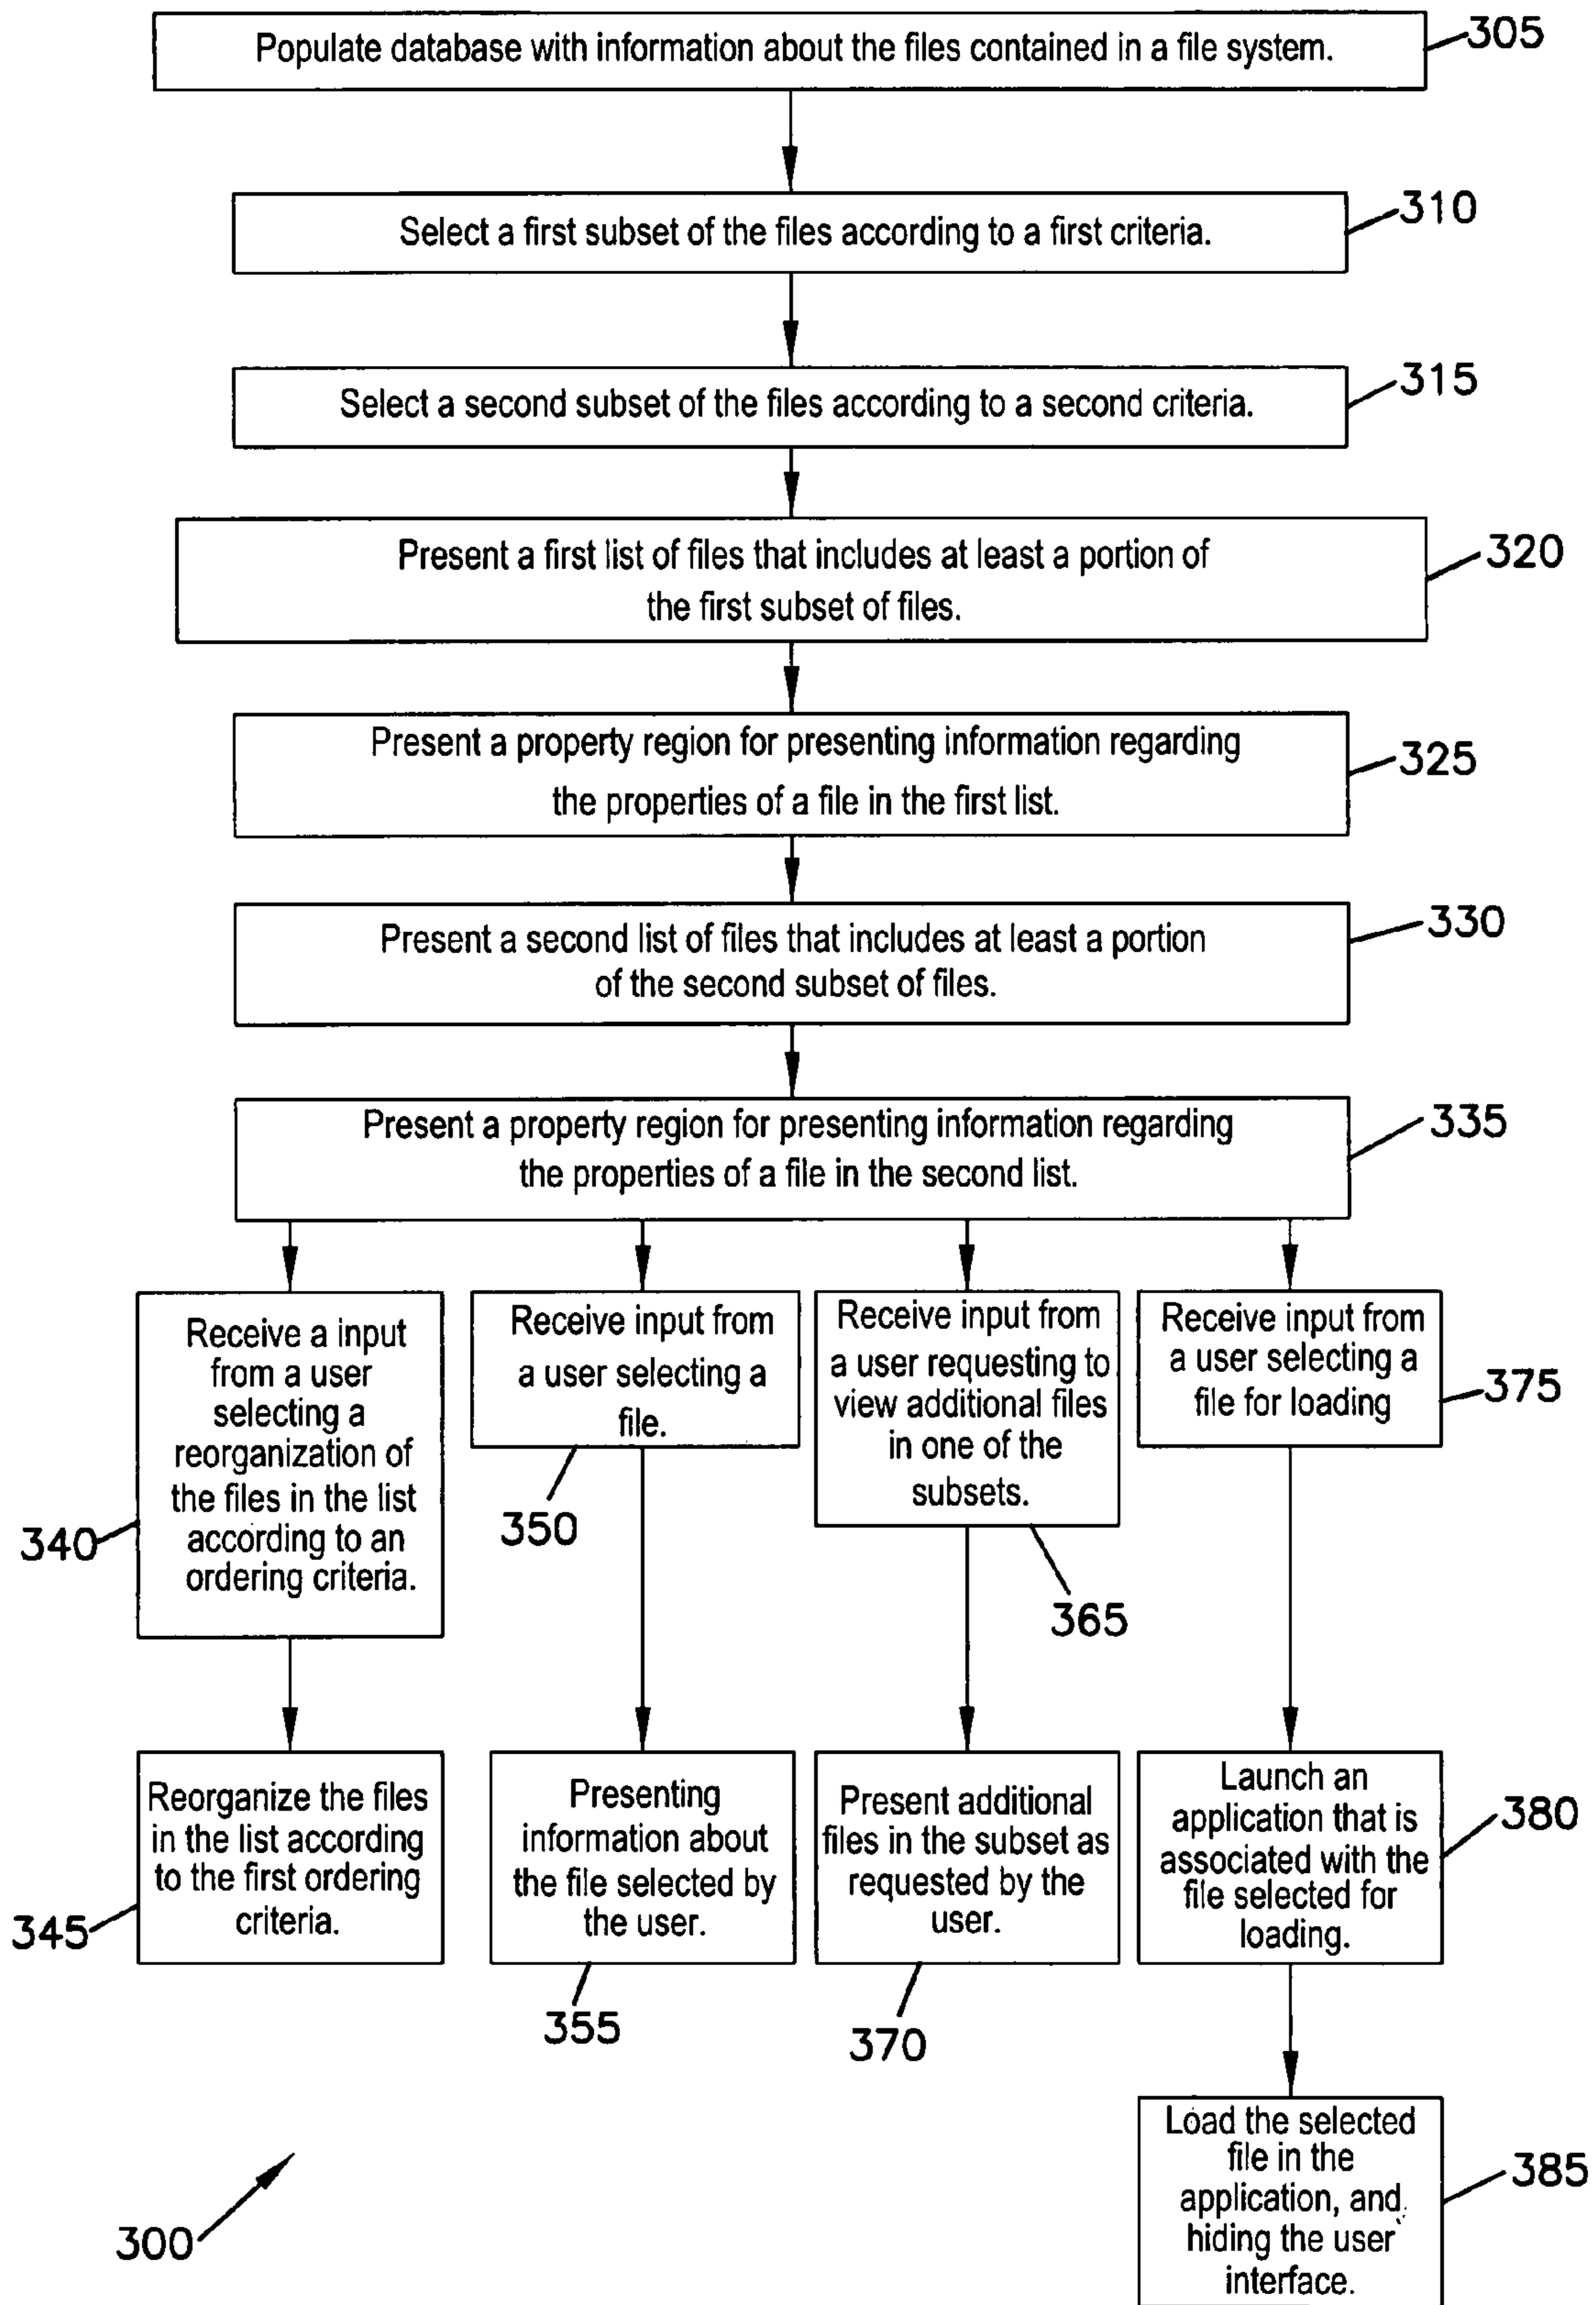 Populate database with information about the files contained in a file system.
305
Select a first subset of the files according to a first criteria.
310
Select a second subset of the files according to a second criteria.
315
Present a first list of files that includes at least a portion of
the first subset of files.
320
Present a property region for presenting information regarding
the properties of a file in the first list.
325
Present a second list of files that includes at least a portion
of the second subset of files.
330
Present a property region for presenting information regarding
the properties of a file in the second list.
335
Receive a input
from a user
selecting a
reorganization of
the files in the list
according to an
ordering criteria.
340
Receive input from
a user selecting a
file.
350
Receive input from
a user requesting to
view additional files
in one of the
subsets.
365
Receive input from
a user selecting a
file for loading
375
Reorganize the files
in the list according
to the first ordering
criteria.
345
Presenting
information about
the file selected by
the user.
355
Present additional
files in the subset as
requested by the
user.
370
Launch an
application that is
associated with the
file selected for
loading.
380
Load the selected
file in the
application, and
hiding the user
interface.
385
300